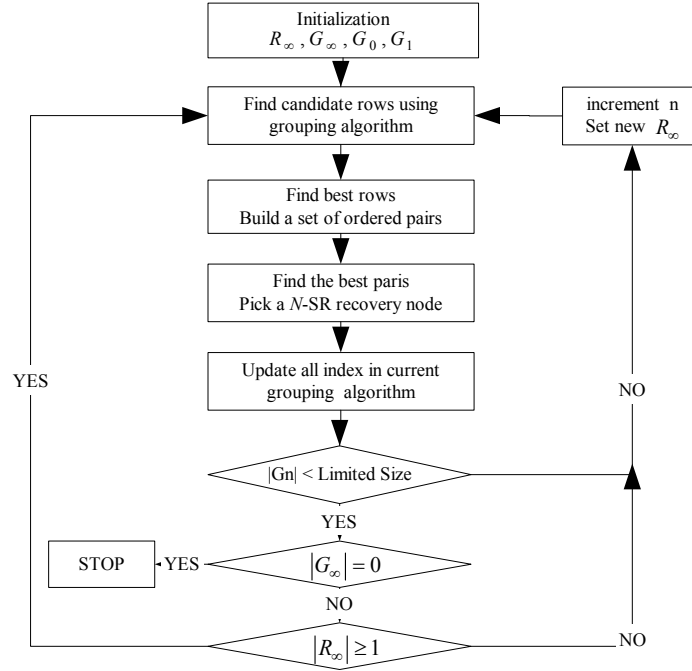 Initialization
R∞ , G∞ , G0 , G1
Find candidate rows using
grouping algorithm
increment n
Set new R∞
Find best rows
Build a set of ordered pairs
Find the best paris
Pick a N-SR recovery node
Update all index in current
grouping algorithm
YES
NO
|Gn| < Limited Size
YES
STOP
YES
|G∞| = 0
NO
|R∞| ≥ 1
NO